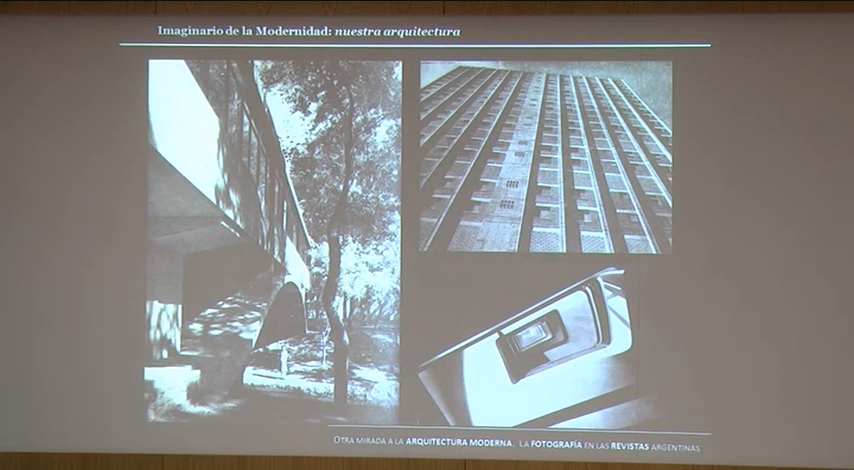 Imaginario de la Modernidad: nuestra arquitectura
OTRA MIRADA A LA ARQUITECTURA MODERNA. LA FOTOGRAFÍA EN LAS REVISTAS ARGENTINAS